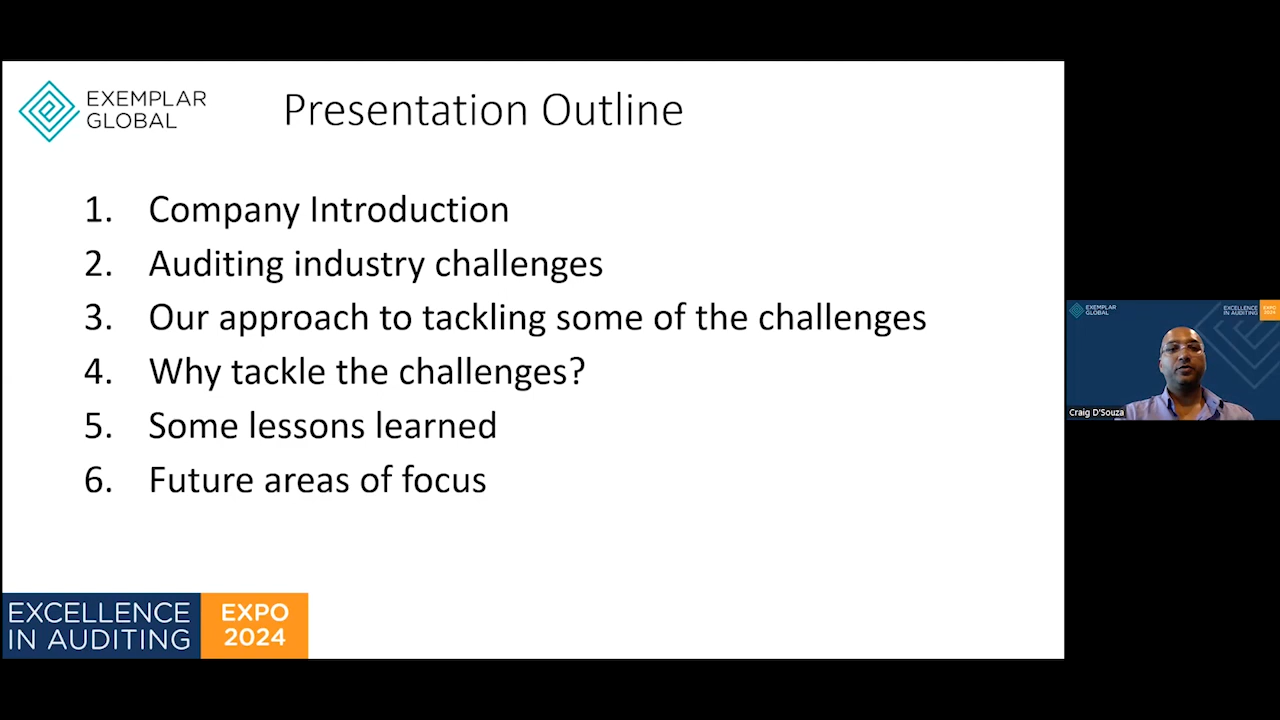 EXEMPLAR
GLOBAL
Presentation Outline
1. Company Introduction
2. Auditing industry challenges
3. Our approach to tackling some of the challenges
4. Why tackle the challenges?
5. Some lessons learned
6. Future areas of focus
EXCELLENCE
IN AUDITING
EXPO
2024
EXEMPLAR
GLOBAL
EXCELLENCE
IN AUDITING
EXPO
2024
Craig D'Souza